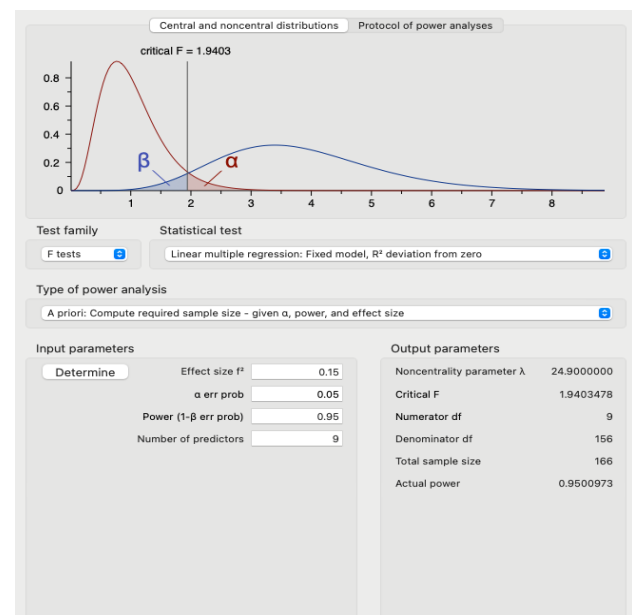 Central and noncentral distributions Protocol of power analyses
critical F = 1.9403
0.8
0.6
0.4
0.2
0
β α
1 2 3 4 5 6 7 8
Test family Statistical test
F tests Linear multiple regression: Fixed model, R² deviation from zero
Type of power analysis
A priori: Compute required sample size - given α, power, and effect size
Input parameters Output parameters
Determine Effect size f² 0.15 Noncentrality parameter λ 24.9000000
α err prob 0.05 Critical F 1.9403478
Power (1-β err prob) 0.95 Numerator df 9
Number of predictors 9 Denominator df 156
Total sample size 166
Actual power 0.9500973